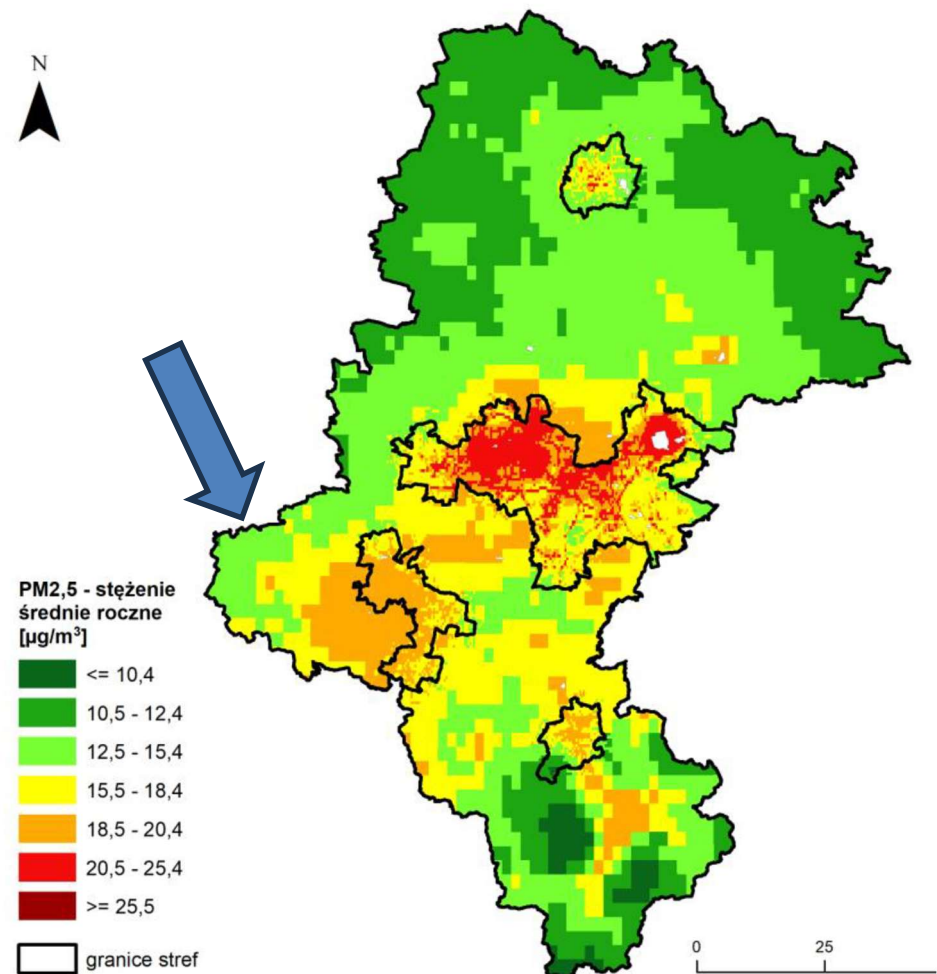 N
PM2,5 - stężenie
średnie roczne
[µg/m³]
<= 10,4
10,5 - 12,4
12,5 - 15,4
15,5 - 18,4
18,5 - 20,4
20,5 - 25,4
>= 25,5
granice stref
0 25